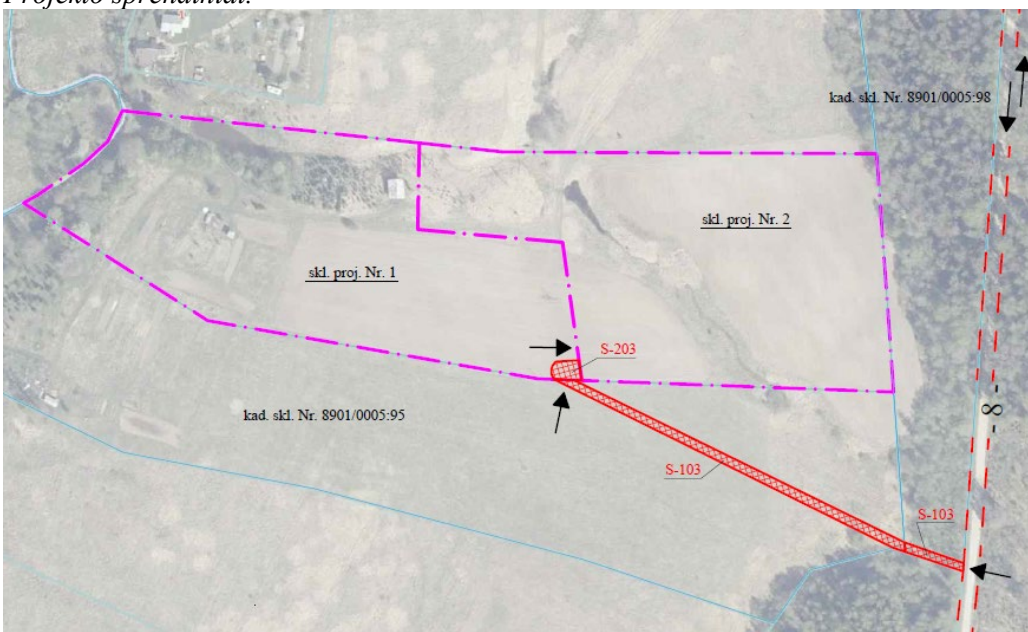 Projekto sprendiniai:
kad. skl. Nr. 8901/0005:98
skl. proj. Nr. 2
skl. proj. Nr. 1
S-203
kad. skl. Nr. 8901/0005:95
- 8 -
S-103
S-103